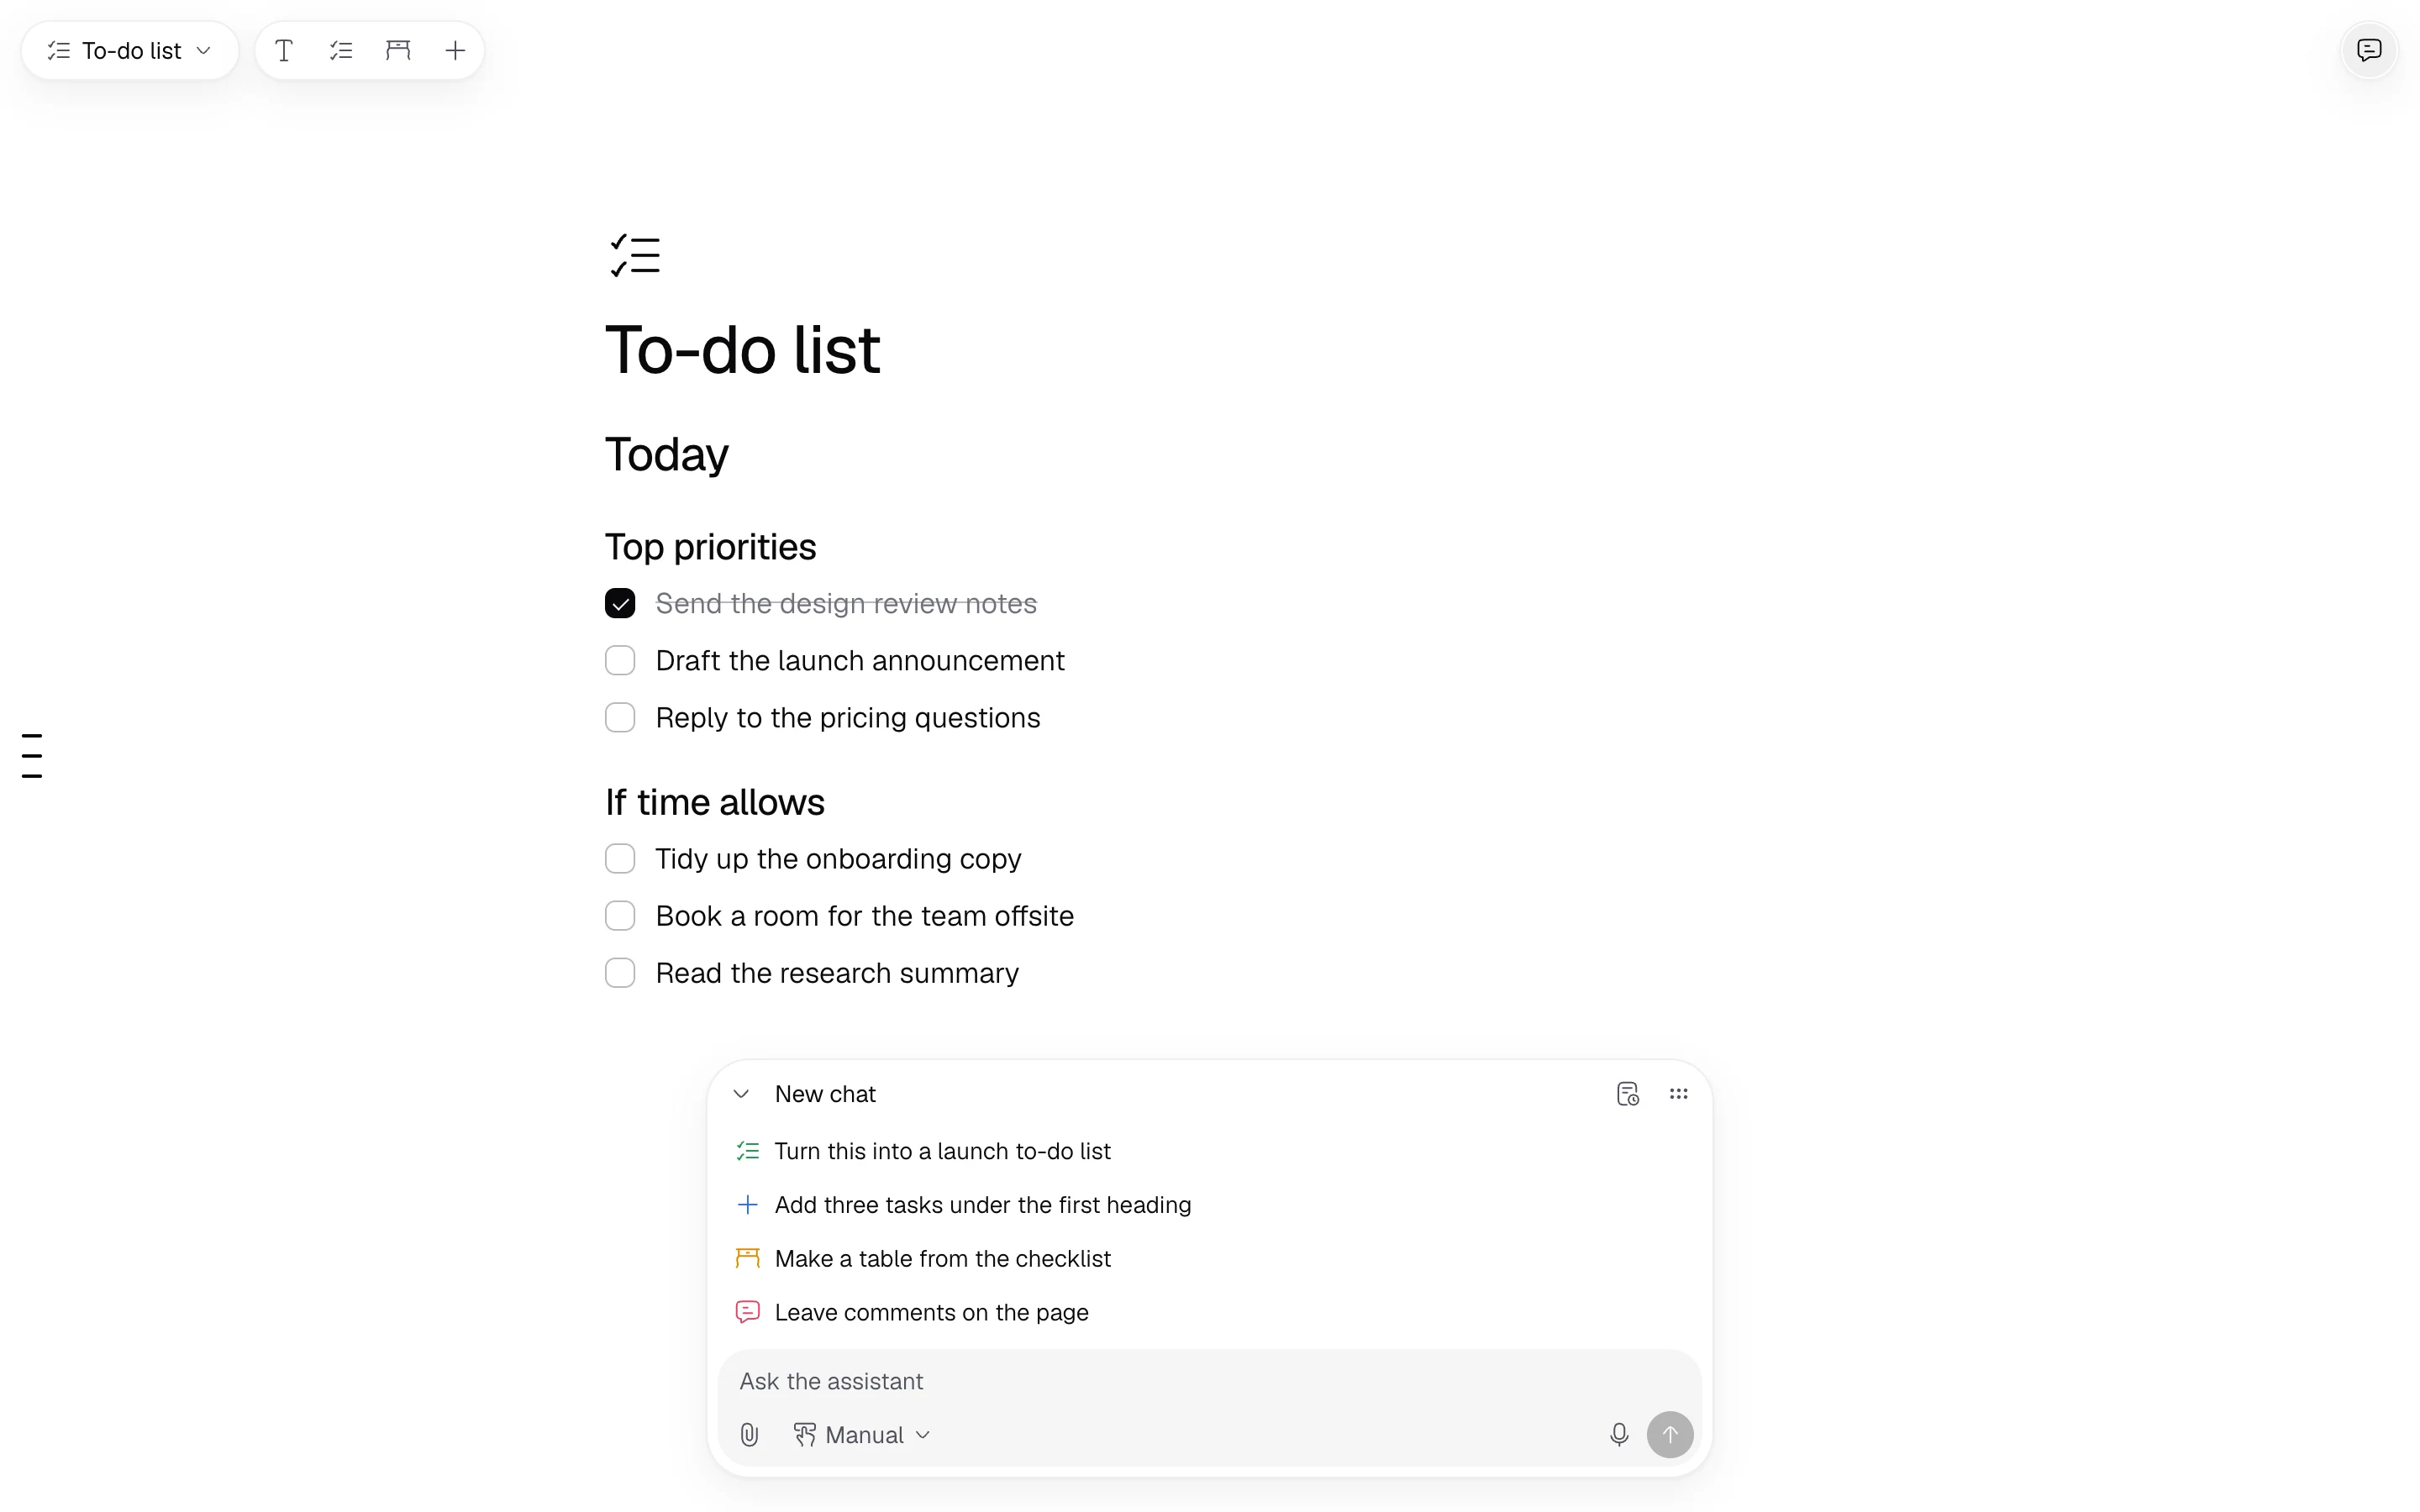 To-do list
To-do list
Today
Top priorities
Send the design review notes
Draft the launch announcement
Reply to the pricing questions
If time allows
Tidy up the onboarding copy
Book a room for the team offsite
Read the research summary
New chat
Turn this into a launch to-do list
Add three tasks under the first heading
Make a table from the checklist
Leave comments on the page
Ask the assistant
Manual